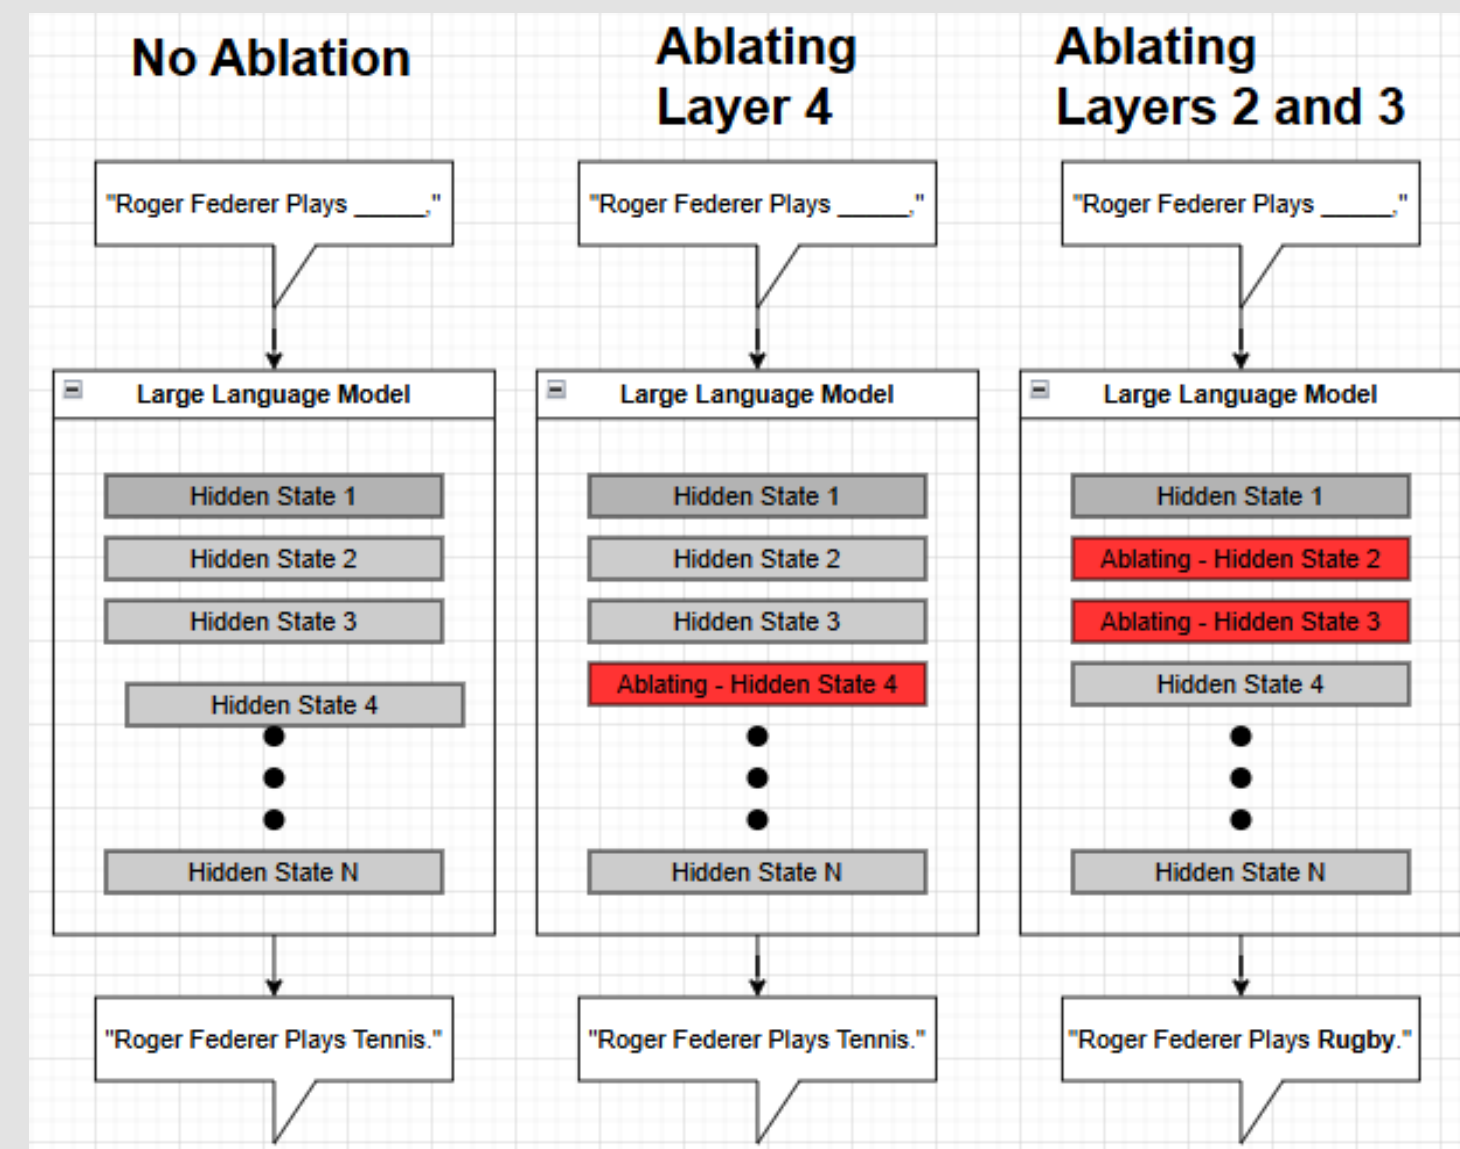 No Ablation
Ablating
Layer 4
Ablating
Layers 2 and 3
"Roger Federer Plays _____,"
"Roger Federer Plays _____,"
"Roger Federer Plays _____,"
Large Language Model
Large Language Model
Large Language Model
Hidden State 1
Hidden State 2
Hidden State 3
Hidden State 4
Hidden State N
Hidden State 1
Hidden State 2
Hidden State 3
Ablating - Hidden State 4
Hidden State N
Hidden State 1
Ablating - Hidden State 2
Ablating - Hidden State 3
Hidden State 4
Hidden State N
"Roger Federer Plays Tennis."
"Roger Federer Plays Tennis."
"Roger Federer Plays Rugby."